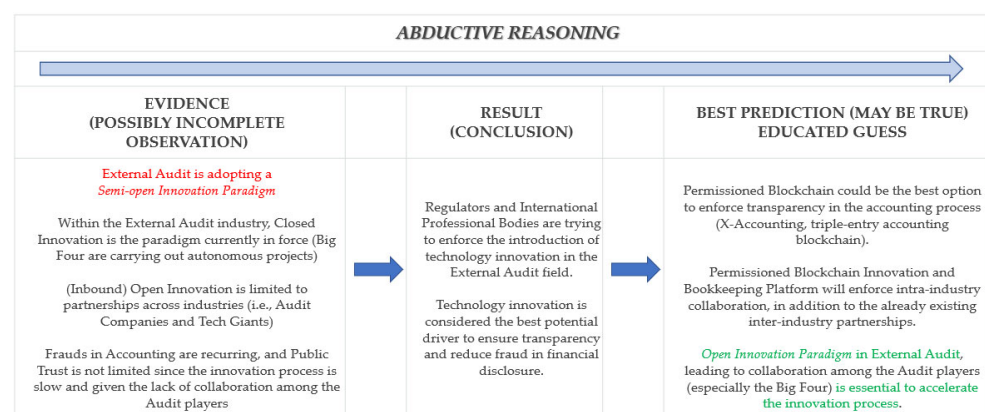 ABDUCTIVE REASONING
EVIDENCE
(POSSIBLY INCOMPLETE
OBSERVATION)
External Audit is adopting a
Semi-open Innovation Paradigm
Within the External Audit industry, Closed
Innovation is the paradigm currently in force (Big
Four are carrying out autonomous projects)
(Inbound) Open Innovation is limited to
partnerships across industries (i.e., Audit
Companies and Tech Giants)
Frauds in Accounting are recurring, and Public
Trust is not limited since the innovation process is
slow and given the lack of collaboration among the
Audit players
RESULT
(CONCLUSION)
Regulators and International
Professional Bodies are trying
to enforce the introduction of
technology innovation in the
External Audit field.
Technology innovation is
considered the best potential
driver to ensure transparency
and reduce fraud in financial
disclosure.
BEST PREDICTION (MAY BE TRUE)
EDUCATED GUESS
Permissioned Blockchain could be the best option
to enforce transparency in the accounting process
(X-Accounting, triple-entry accounting
blockchain).
Permissioned Blockchain Innovation and
Bookkeeping Platform will enforce intra-industry
collaboration, in addition to the already existing
inter-industry partnerships.
Open Innovation Paradigm in External Audit,
leading to collaboration among the Audit players
(especially the Big Four) is essential to accelerate
the innovation process.